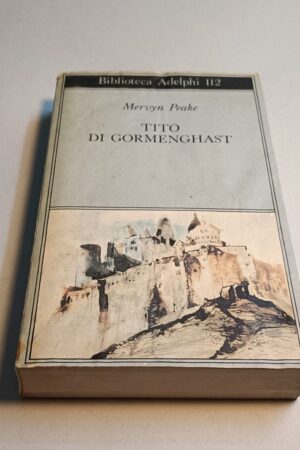 Biblioteca Adelphi 112
Mervyn Peake
TITO
DI GORMENGHAST